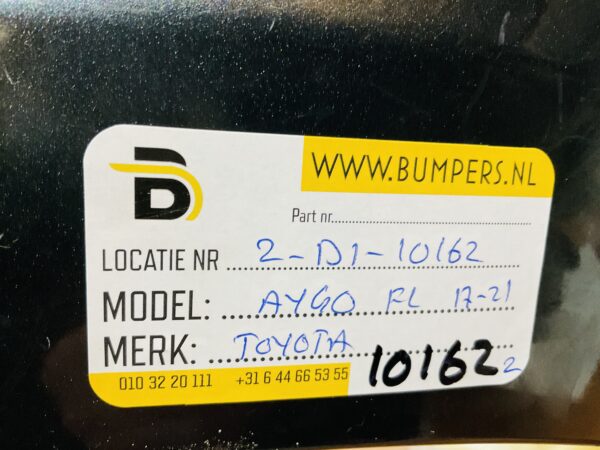 B
WWW.BUMPERS.NL
Part nr.......................................
LOCATIE NR 2-D1-10162
MODEL: AYGO FL 17-21
MERK: TOYOTA
010 32 20 111 +31 6 44 66 53 55 10162 2